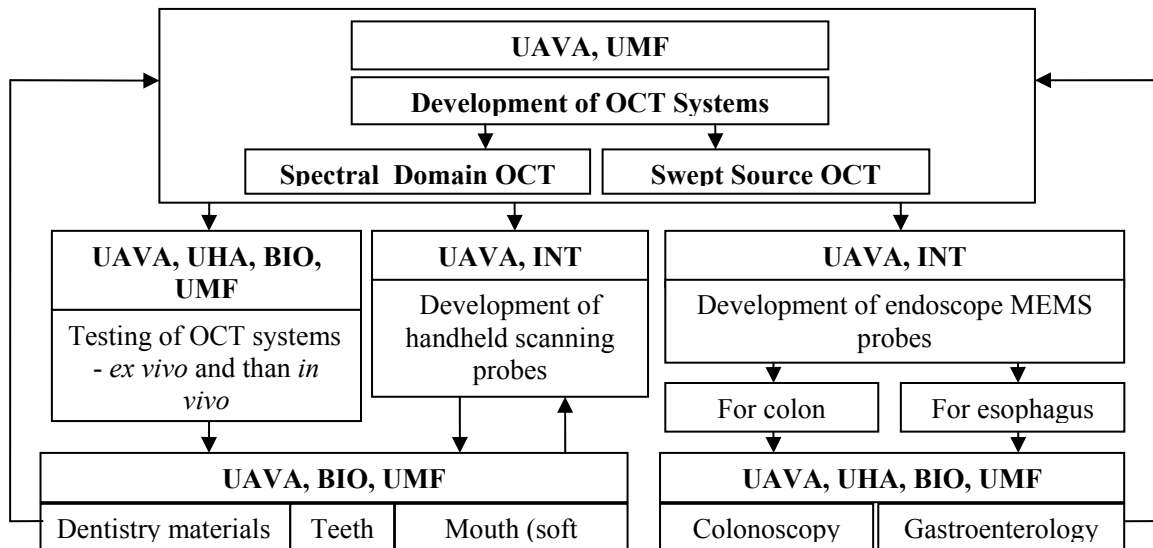 UAVA, UMF
Development of OCT Systems
Spectral  Domain OCT
Swept Source OCT
UAVA, UHA, BIO,
UMF
Testing of OCT systems
- ex vivo and than in
vivo
UAVA, INT
Development of
handheld scanning
probes
UAVA, INT
Development of endoscope MEMS
probes
For colon
For esophagus
UAVA, BIO, UMF
Dentistry materials
Teeth
Mouth (soft
UAVA, UHA, BIO, UMF
Colonoscopy
Gastroenterology